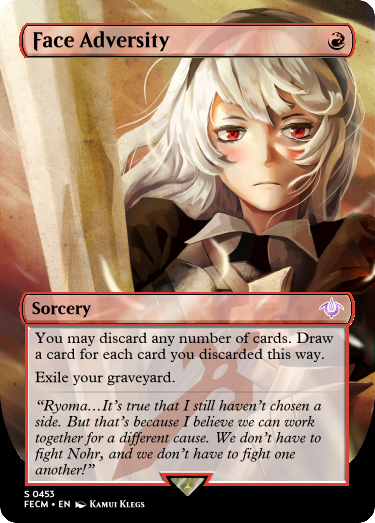 Face Adversity
Sorcery
You may discard any number of cards. Draw
a card for each card you discarded this way.
Exile your graveyard.
“Ryoma…It’s true that I still haven’t chosen a
side. But that’s because I believe we can work
together for a different cause. We don’t have to
fight Nohr, and we don’t have to fight one
another!”
S 0453
FECM • EN Kamui Klegs